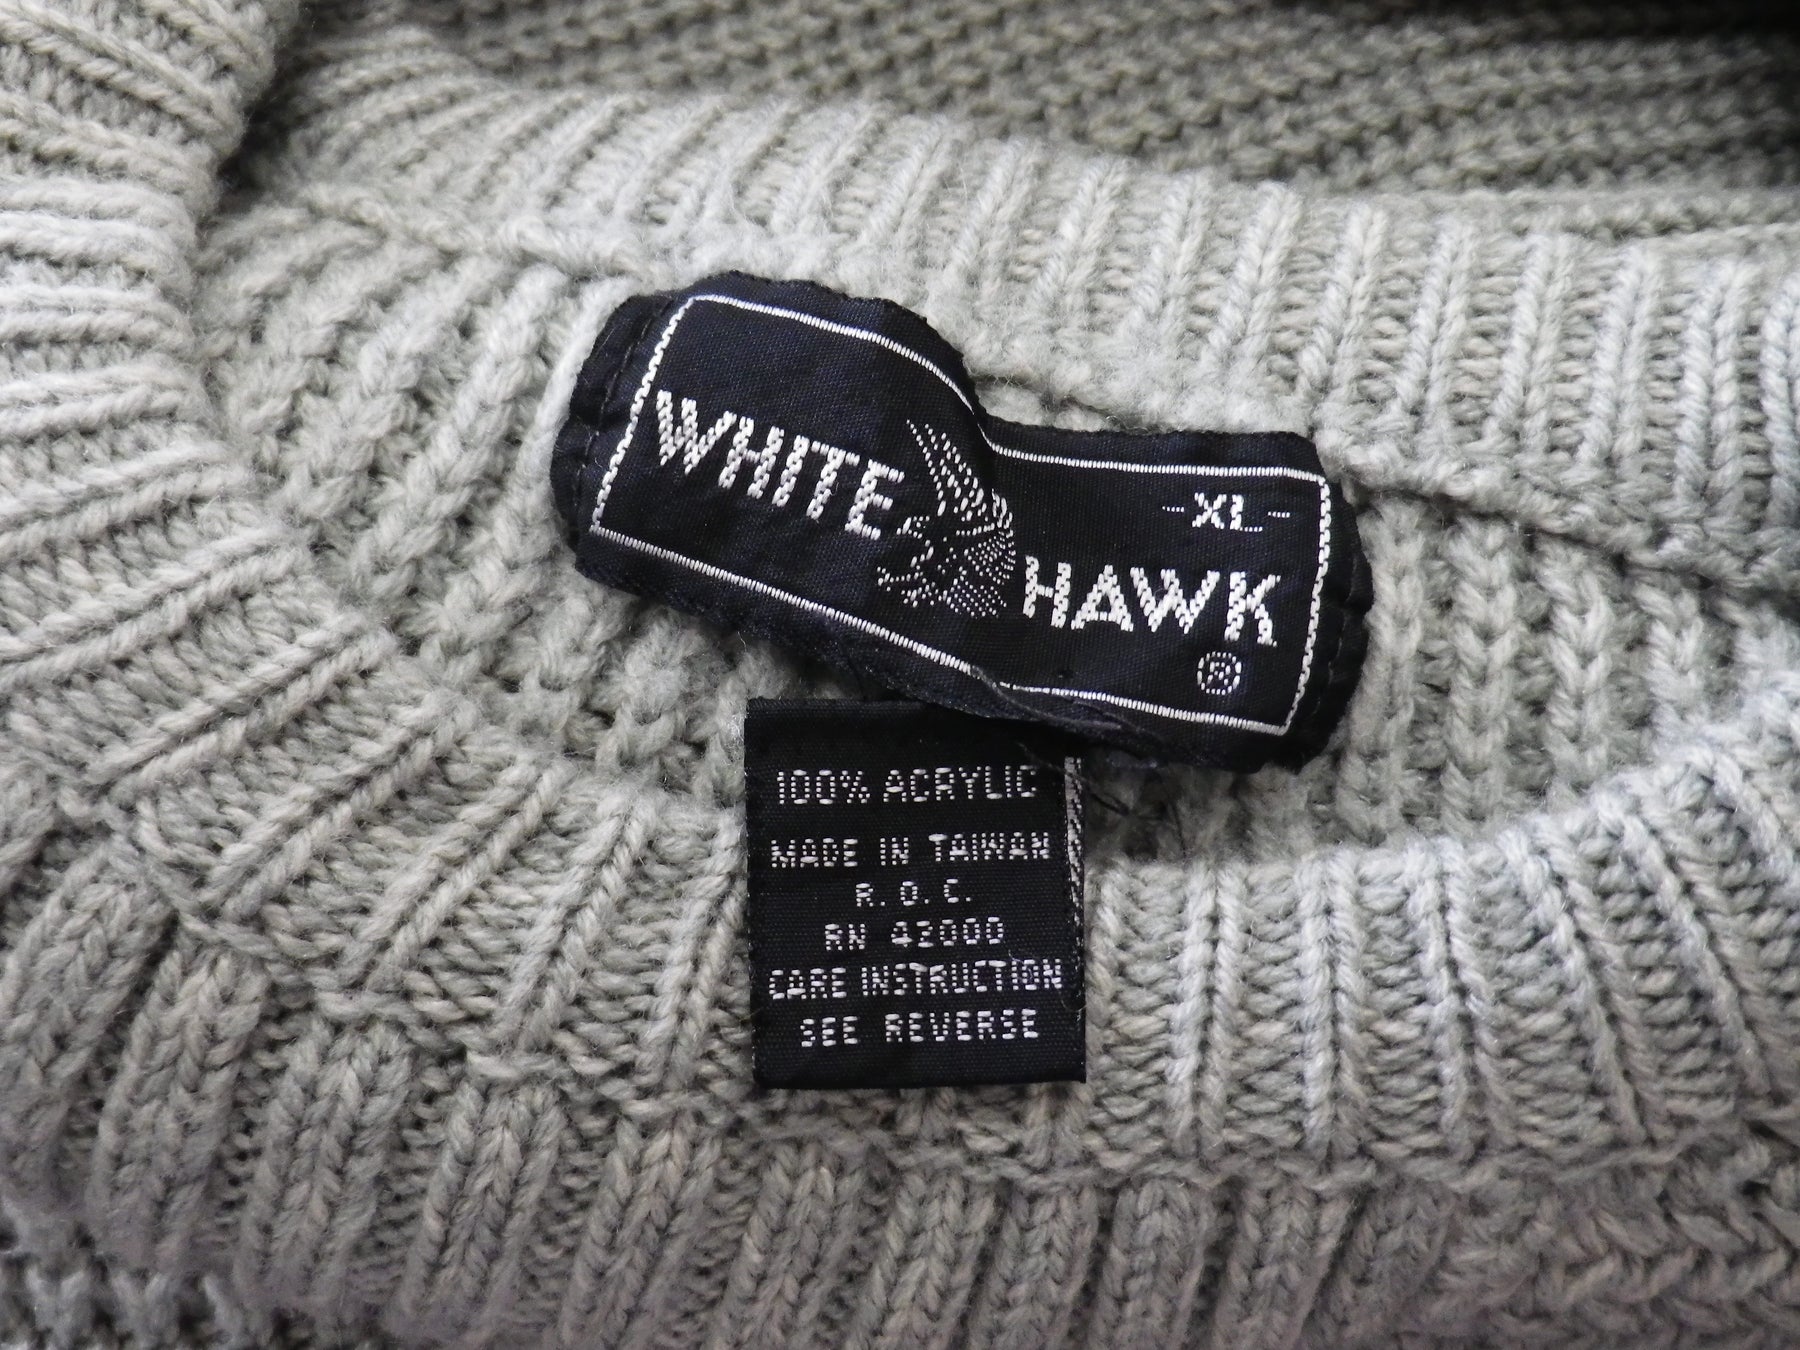 WHITE HAWK
-XL-
®
100% ACRYLIC
MADE IN TAIWAN
R.O.C.
RN 42000
CARE INSTRUCTION
SEE REVERSE